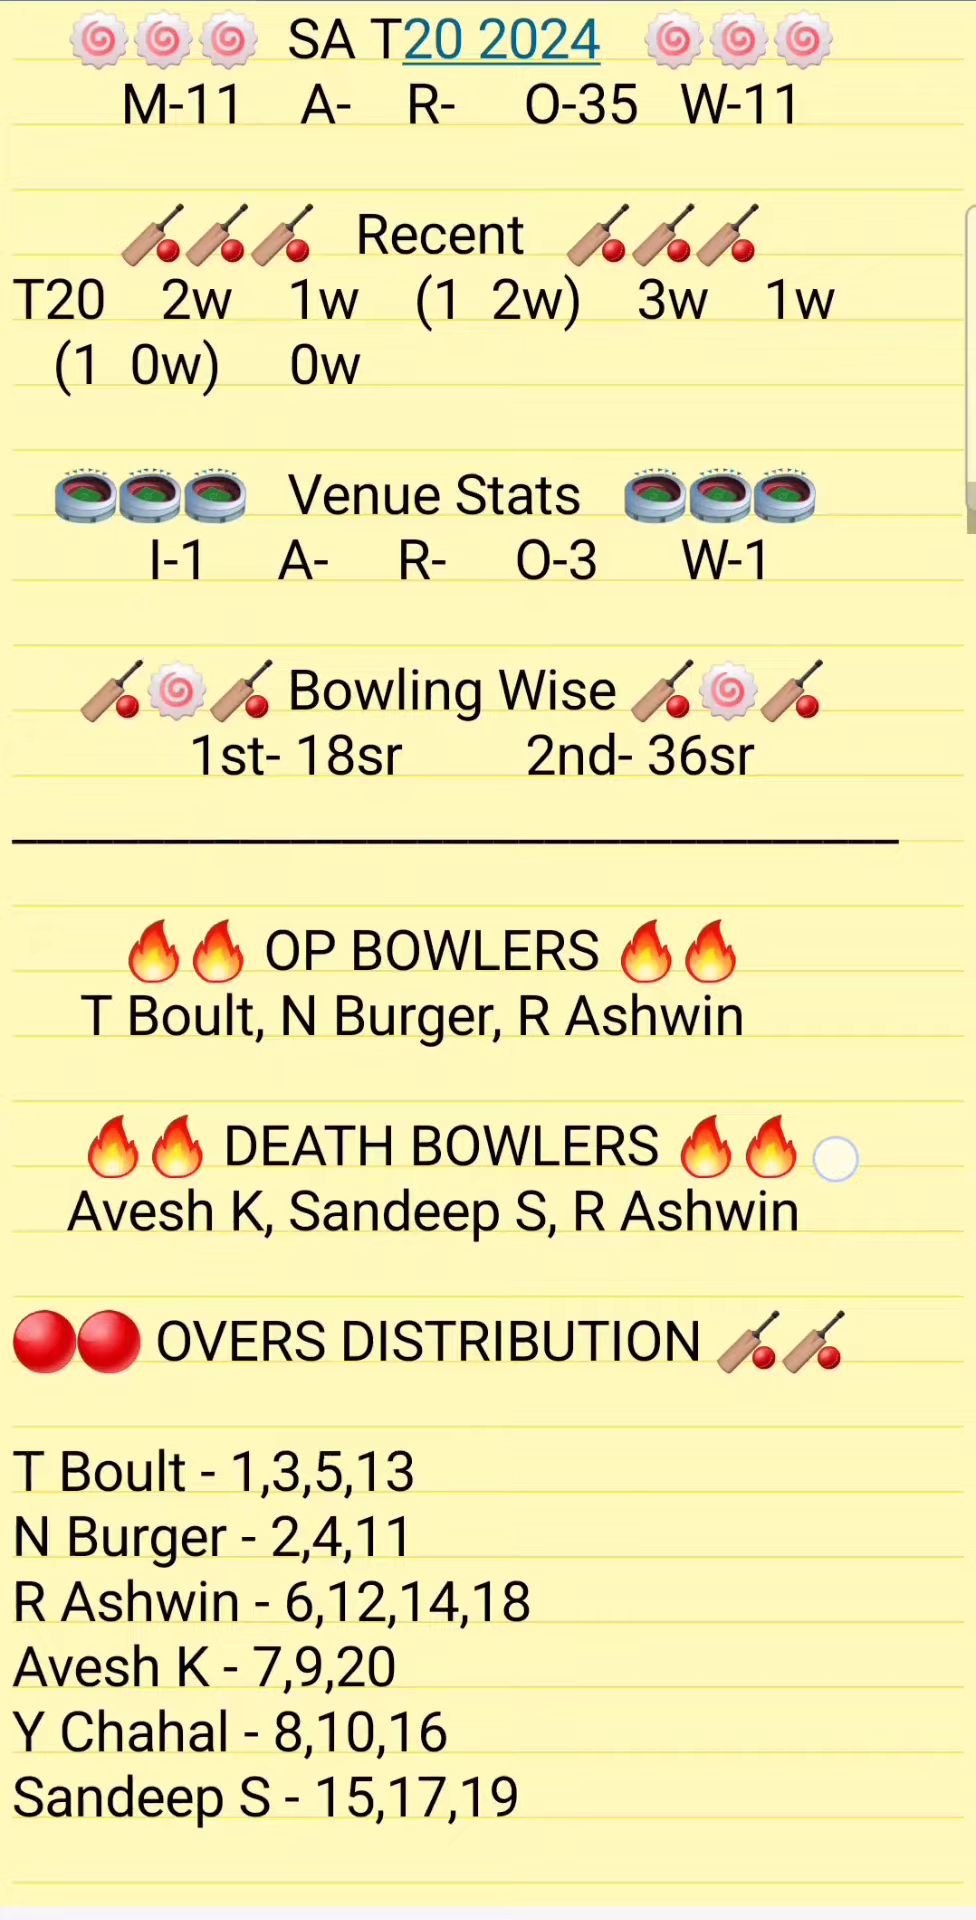 SA T20 2024
M-11 A- R- O-35 W-11
Recent
T20 2w 1w (1 2w) 3w 1w
(1 0w) 0w
Venue Stats
I-1 A- R- O-3 W-1
Bowling Wise
1st- 18sr 2nd- 36sr
OP BOWLERS
T Boult, N Burger, R Ashwin
DEATH BOWLERS
Avesh K, Sandeep S, R Ashwin
OVERS DISTRIBUTION
T Boult - 1,3,5,13
N Burger - 2,4,11
R Ashwin - 6,12,14,18
Avesh K - 7,9,20
Y Chahal - 8,10,16
Sandeep S - 15,17,19